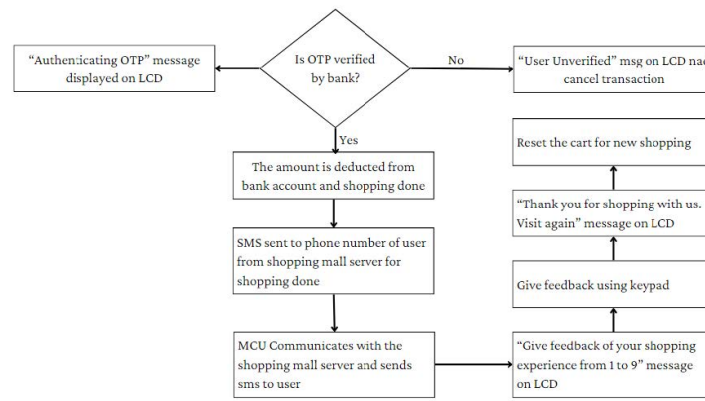 Is OTP verified
by bank?
"Authenticating OTP" message
displayed on LCD
No
"User Unverified" msg on LCD nad
cancel transaction
Yes
The amount is deducted from
bank account and shopping done
SMS sent to phone number of user
from shopping mall server for
shopping done
MCU Communicates with the
shopping mall server and sends
sms to user
"Give feedback of your shopping
experience from 1 to 9" message
on LCD
Give feedback using keypad
"Thank you for shopping with us.
Visit again" message on LCD
Reset the cart for new shopping